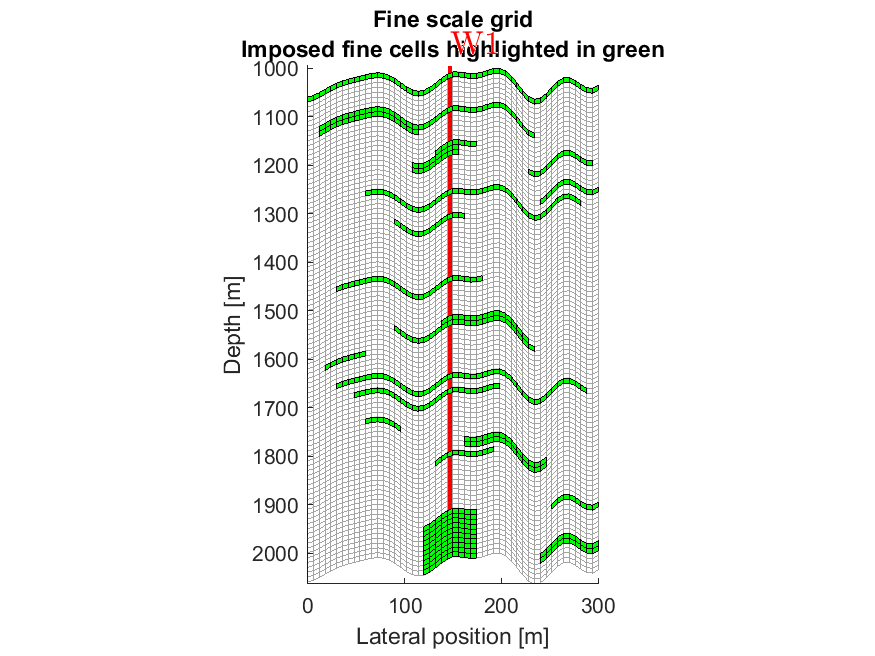 Fine scale grid
Imposed fine cells highlighted in green
W1
1000
1100
1200
1300
1400
1500
1600
1700
1800
1900
2000
Depth [m]
0 100 200 300
Lateral position [m]